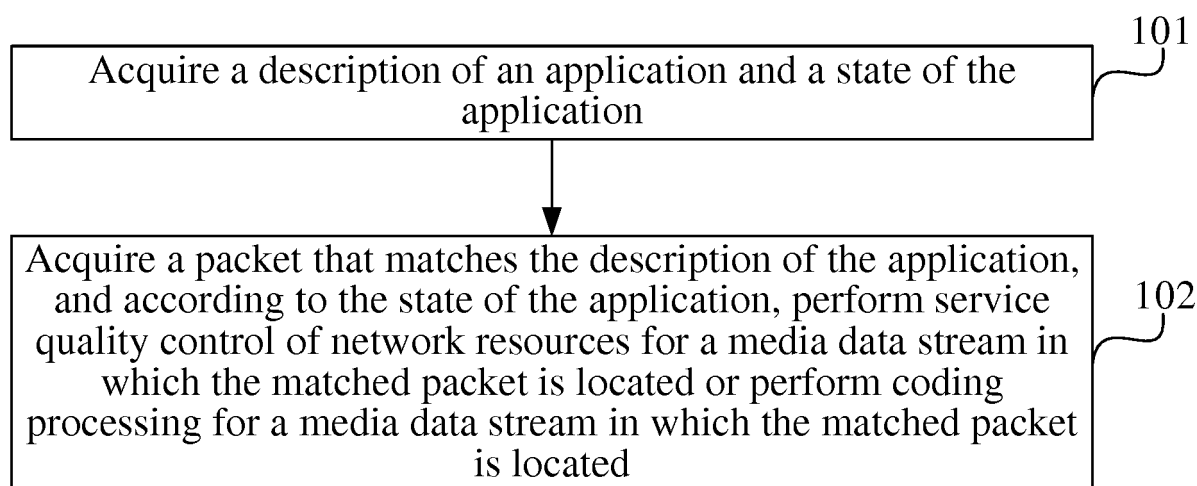 101
Acquire a description of an application and a state of the
application
Acquire a packet that matches the description of the application,
and according to the state of the application, perform service
quality control of network resources for a media data stream in
which the matched packet is located or perform coding
processing for a media data stream in which the matched packet
is located
102